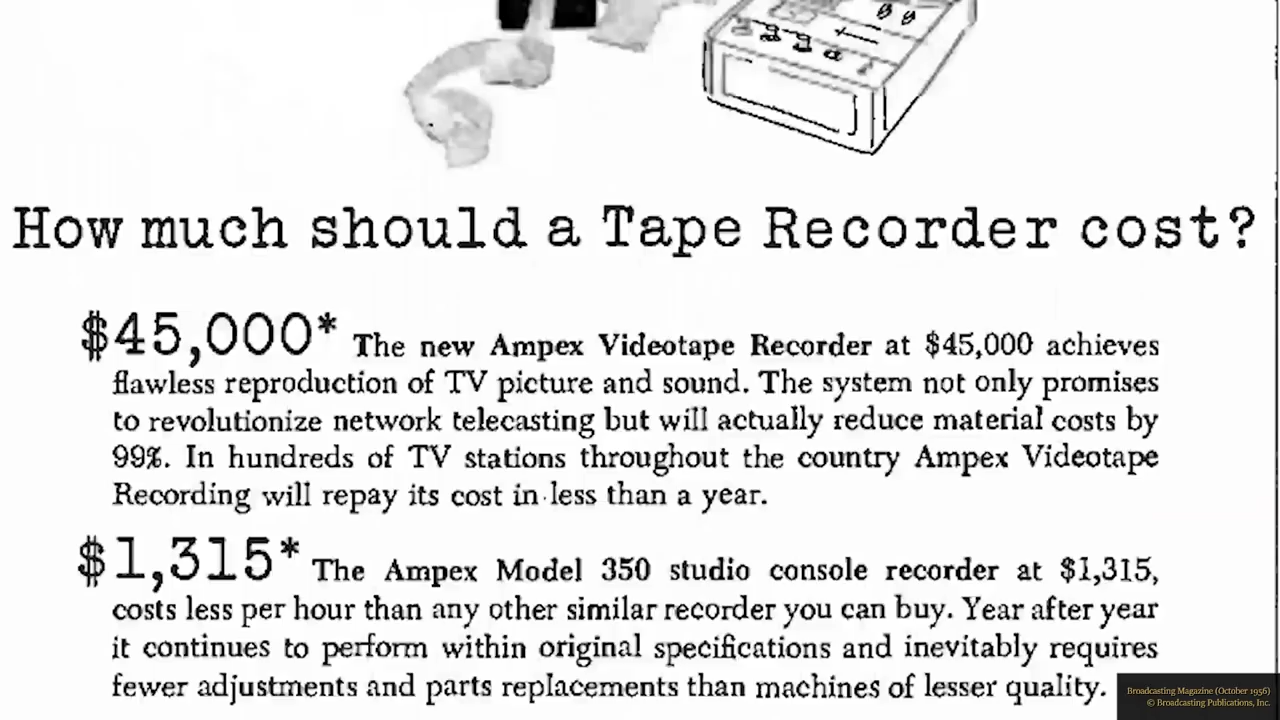 How much should a Tape Recorder cost?
$45,000* The new Ampex Videotape Recorder at $45,000 achieves
flawless reproduction of TV picture and sound. The system not only promises
to revolutionize network telecasting but will actually reduce material costs by
99%. In hundreds of TV stations throughout the country Ampex Videotape
Recording will repay its cost in less than a year.
$1,315* The Ampex Model 350 studio console recorder at $1,315,
costs less per hour than any other similar recorder you can buy. Year after year
it continues to perform within original specifications and inevitably requires
fewer adjustments and parts replacements than machines of lesser quality.
Broadcasting Magazine (October 1956)
© Broadcasting Publications, Inc.